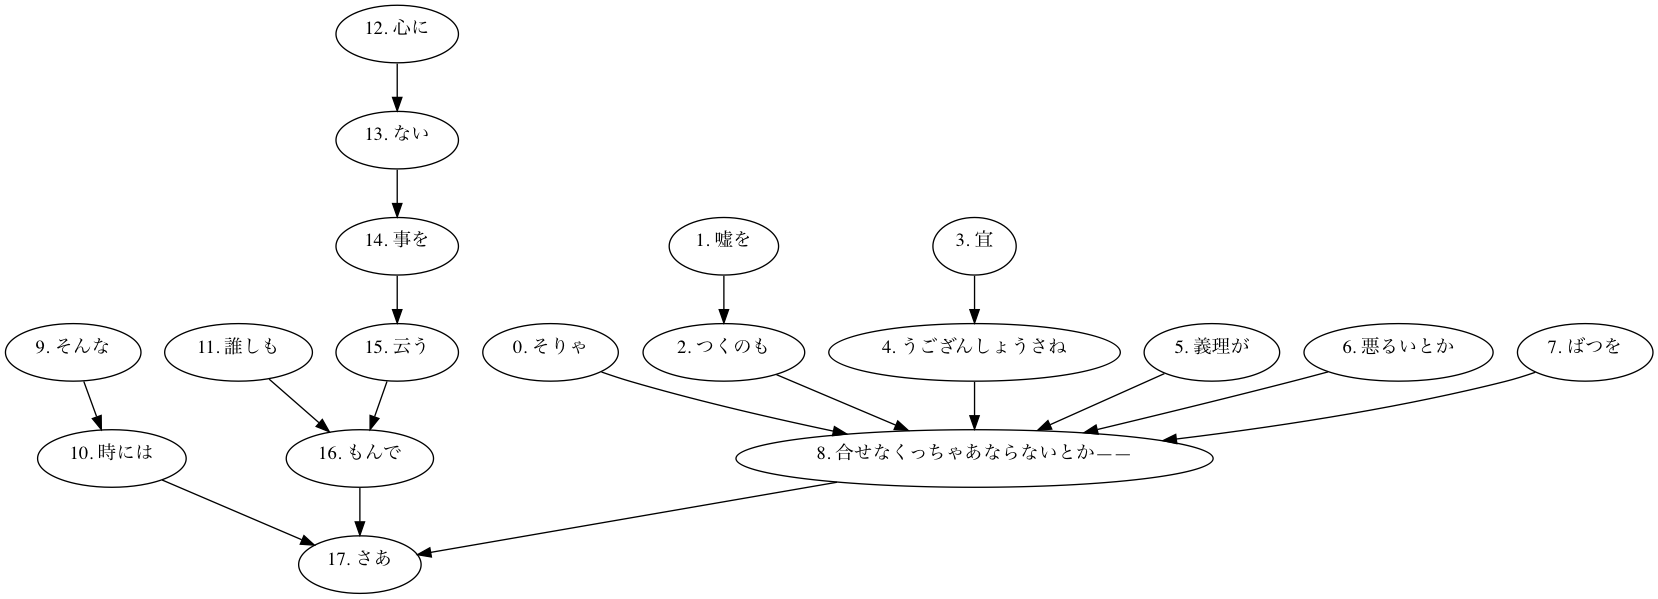 12. 心に
13. ない
14. 事を
1. 嘘を
3. 宜
9. そんな
11. 誰しも
15. 云う
0. そりゃ
2. つくのも
4. うござんしょうさね
5. 義理が
6. 悪るいとか
7. ばつを
10. 時には
16. もんで
8. 合せなくっちゃあならないとか——
17. さあ